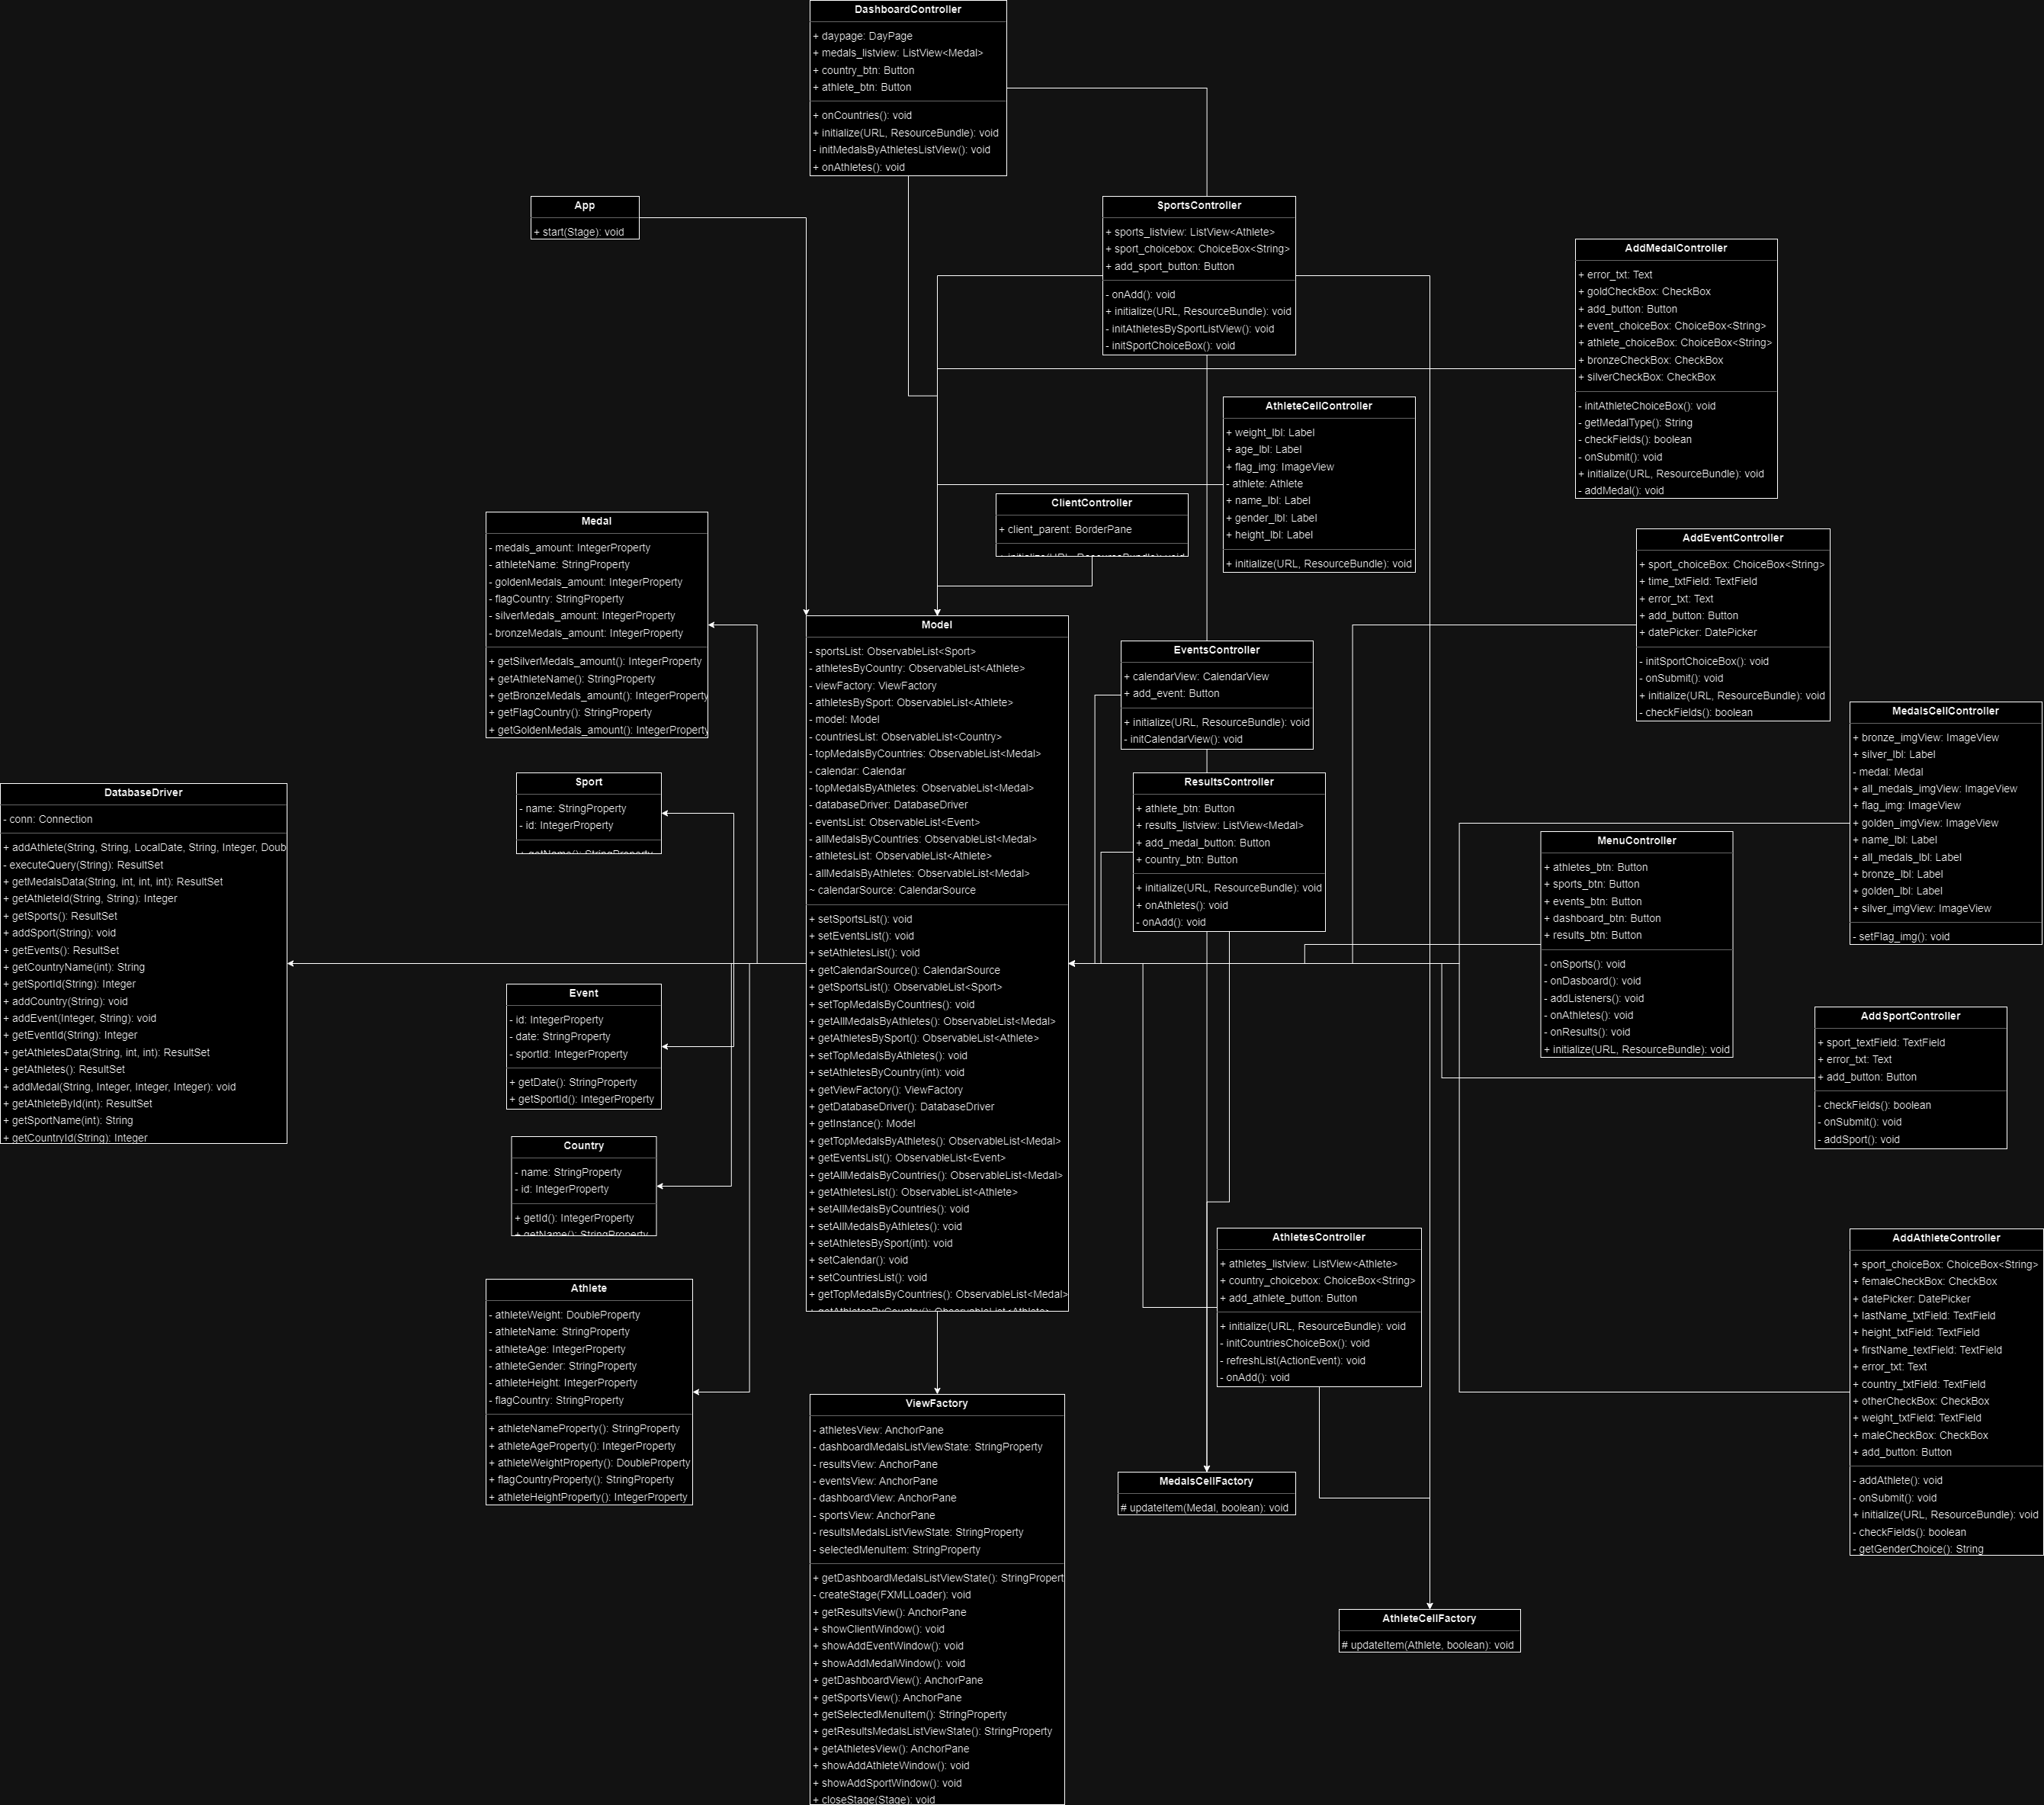 DashboardController
+ daypage: DayPage
+ medals_listview: ListView<Medal>
+ country_btn: Button
+ athlete_btn: Button
+ onCountries(): void
+ initialize(URL, ResourceBundle): void
- initMedalsByAthletesListView(): void
+ onAthletes(): void
App
+ start(Stage): void
SportsController
+ sports_listview: ListView<Athlete>
+ sport_choicebox: ChoiceBox<String>
+ add_sport_button: Button
- onAdd(): void
+ initialize(URL, ResourceBundle): void
- initAthletesBySportListView(): void
- initSportChoiceBox(): void
AddMedalController
+ error_txt: Text
+ goldCheckBox: CheckBox
+ add_button: Button
+ event_choiceBox: ChoiceBox<String>
+ athlete_choiceBox: ChoiceBox<String>
+ bronzeCheckBox: CheckBox
+ silverCheckBox: CheckBox
- initAthleteChoiceBox(): void
- getMedalType(): String
- checkFields(): boolean
- onSubmit(): void
+ initialize(URL, ResourceBundle): void
- addMedal(): void
AthleteCellController
+ weight_lbl: Label
+ age_lbl: Label
+ flag_img: ImageView
- athlete: Athlete
+ name_lbl: Label
+ gender_lbl: Label
+ height_lbl: Label
+ initialize(URL, ResourceBundle): void
ClientController
+ client_parent: BorderPane
+ initialize(URL, ResourceBundle): void
Medal
- medals_amount: IntegerProperty
- athleteName: StringProperty
- goldenMedals_amount: IntegerProperty
- flagCountry: StringProperty
- silverMedals_amount: IntegerProperty
- bronzeMedals_amount: IntegerProperty
+ getSilverMedals_amount(): IntegerProperty
+ getAthleteName(): StringProperty
+ getBronzeMedals_amount(): IntegerProperty
+ getFlagCountry(): StringProperty
+ getGoldenMedals_amount(): IntegerProperty
AddEventController
+ sport_choiceBox: ChoiceBox<String>
+ time_txtField: TextField
+ error_txt: Text
+ add_button: Button
+ datePicker: DatePicker
- initSportChoiceBox(): void
- onSubmit(): void
+ initialize(URL, ResourceBundle): void
- checkFields(): boolean
Model
- sportsList: ObservableList<Sport>
- athletesByCountry: ObservableList<Athlete>
- viewFactory: ViewFactory
- athletesBySport: ObservableList<Athlete>
- model: Model
- countriesList: ObservableList<Country>
- topMedalsByCountries: ObservableList<Medal>
- calendar: Calendar
- topMedalsByAthletes: ObservableList<Medal>
- databaseDriver: DatabaseDriver
- eventsList: ObservableList<Event>
- allMedalsByCountries: ObservableList<Medal>
- athletesList: ObservableList<Athlete>
- allMedalsByAthletes: ObservableList<Medal>
~ calendarSource: CalendarSource
+ setSportsList(): void
+ setEventsList(): void
+ setAthletesList(): void
+ getCalendarSource(): CalendarSource
+ getSportsList(): ObservableList<Sport>
+ setTopMedalsByCountries(): void
+ getAllMedalsByAthletes(): ObservableList<Medal>
+ getAthletesBySport(): ObservableList<Athlete>
+ setTopMedalsByAthletes(): void
+ setAthletesByCountry(int): void
+ getViewFactory(): ViewFactory
+ getDatabaseDriver(): DatabaseDriver
+ getInstance(): Model
+ getTopMedalsByAthletes(): ObservableList<Medal>
+ getEventsList(): ObservableList<Event>
+ getAllMedalsByCountries(): ObservableList<Medal>
+ getAthletesList(): ObservableList<Athlete>
+ setAllMedalsByCountries(): void
+ setAllMedalsByAthletes(): void
+ setAthletesBySport(int): void
+ setCalendar(): void
+ setCountriesList(): void
+ getTopMedalsByCountries(): ObservableList<Medal>
+ getAthletesByCountry(): ObservableList<Athlete>
EventsController
+ calendarView: CalendarView
+ add_event: Button
+ initialize(URL, ResourceBundle): void
- initCalendarView(): void
MedalsCellController
+ bronze_imgView: ImageView
+ silver_lbl: Label
- medal: Medal
+ all_medals_imgView: ImageView
+ flag_img: ImageView
+ golden_imgView: ImageView
+ name_lbl: Label
+ all_medals_lbl: Label
+ bronze_lbl: Label
+ golden_lbl: Label
+ silver_imgView: ImageView
- setFlag_img(): void
Sport
- name: StringProperty
- id: IntegerProperty
+ getName(): StringProperty
ResultsController
+ athlete_btn: Button
+ results_listview: ListView<Medal>
+ add_medal_button: Button
+ country_btn: Button
+ initialize(URL, ResourceBundle): void
+ onAthletes(): void
- onAdd(): void
DatabaseDriver
- conn: Connection
+ addAthlete(String, String, LocalDate, String, Integer, Doub
- executeQuery(String): ResultSet
+ getMedalsData(String, int, int, int): ResultSet
+ getAthleteId(String, String): Integer
+ getSports(): ResultSet
+ addSport(String): void
+ getEvents(): ResultSet
+ getCountryName(int): String
+ getSportId(String): Integer
+ addCountry(String): void
+ addEvent(Integer, String): void
+ getEventId(String): Integer
+ getAthletesData(String, int, int): ResultSet
+ getAthletes(): ResultSet
+ addMedal(String, Integer, Integer, Integer): void
+ getAthleteById(int): ResultSet
+ getSportName(int): String
+ getCountryId(String): Integer
MenuController
+ athletes_btn: Button
+ sports_btn: Button
+ events_btn: Button
+ dashboard_btn: Button
+ results_btn: Button
- onSports(): void
- onDasboard(): void
- addListeners(): void
- onAthletes(): void
- onResults(): void
+ initialize(URL, ResourceBundle): void
Event
- id: IntegerProperty
- date: StringProperty
- sportId: IntegerProperty
+ getDate(): StringProperty
+ getSportId(): IntegerProperty
AddSportController
+ sport_textField: TextField
+ error_txt: Text
+ add_button: Button
- checkFields(): boolean
- onSubmit(): void
- addSport(): void
Country
- name: StringProperty
- id: IntegerProperty
+ getId(): IntegerProperty
+ getName(): StringProperty
AthletesController
+ athletes_listview: ListView<Athlete>
+ country_choicebox: ChoiceBox<String>
+ add_athlete_button: Button
+ initialize(URL, ResourceBundle): void
- initCountriesChoiceBox(): void
- refreshList(ActionEvent): void
- onAdd(): void
AddAthleteController
+ sport_choiceBox: ChoiceBox<String>
+ femaleCheckBox: CheckBox
+ datePicker: DatePicker
+ lastName_txtField: TextField
+ height_txtField: TextField
+ firstName_textField: TextField
+ error_txt: Text
+ country_txtField: TextField
+ otherCheckBox: CheckBox
+ weight_txtField: TextField
+ maleCheckBox: CheckBox
+ add_button: Button
- addAthlete(): void
- onSubmit(): void
+ initialize(URL, ResourceBundle): void
- checkFields(): boolean
- getGenderChoice(): String
Athlete
- athleteWeight: DoubleProperty
- athleteName: StringProperty
- athleteAge: IntegerProperty
- athleteGender: StringProperty
- athleteHeight: IntegerProperty
- flagCountry: StringProperty
+ athleteNameProperty(): StringProperty
+ athleteAgeProperty(): IntegerProperty
+ athleteWeightProperty(): DoubleProperty
+ flagCountryProperty(): StringProperty
+ athleteHeightProperty(): IntegerProperty
ViewFactory
- athletesView: AnchorPane
- dashboardMedalsListViewState: StringProperty
- resultsView: AnchorPane
- eventsView: AnchorPane
- dashboardView: AnchorPane
- sportsView: AnchorPane
- resultsMedalsListViewState: StringProperty
- selectedMenuItem: StringProperty
+ getDashboardMedalsListViewState(): StringPropert
- createStage(FXMLLoader): void
+ getResultsView(): AnchorPane
+ showClientWindow(): void
+ showAddEventWindow(): void
+ showAddMedalWindow(): void
+ getDashboardView(): AnchorPane
+ getSportsView(): AnchorPane
+ getSelectedMenuItem(): StringProperty
+ getResultsMedalsListViewState(): StringProperty
+ getAthletesView(): AnchorPane
+ showAddAthleteWindow(): void
+ showAddSportWindow(): void
+ closeStage(Stage): void
MedalsCellFactory
# updateItem(Medal, boolean): void
AthleteCellFactory
# updateItem(Athlete, boolean): void